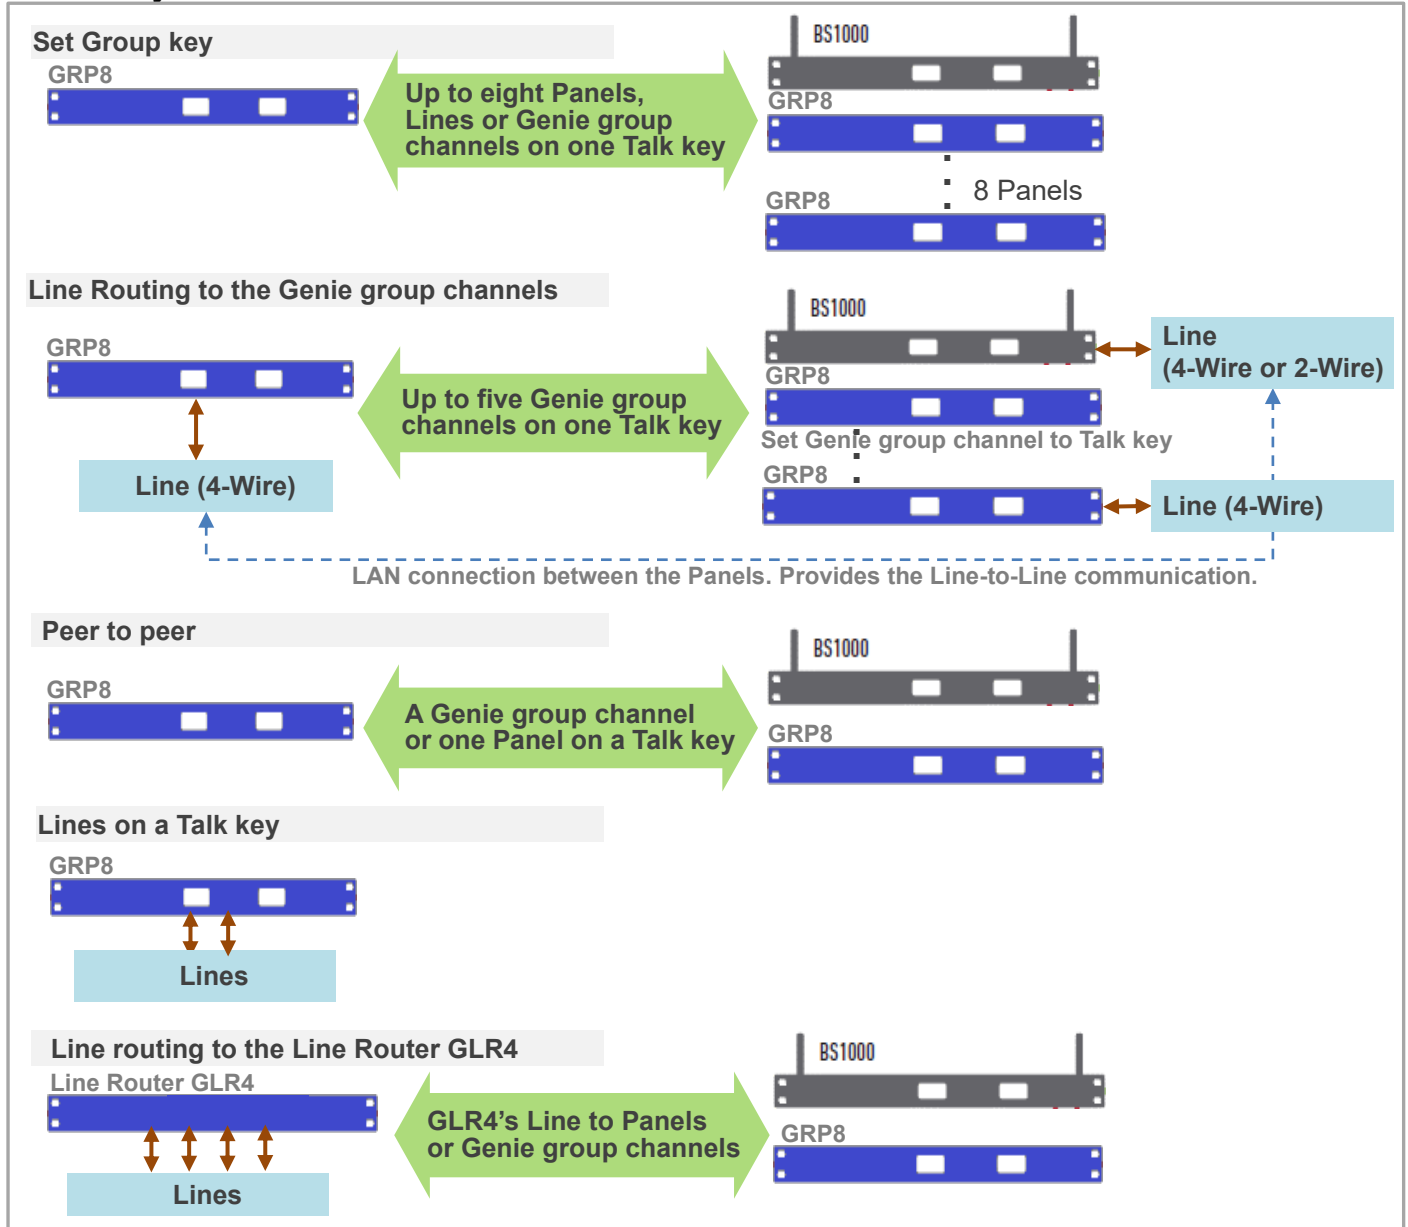 Set Group key
GRP8
BS1000
Up to eight Panels,
Lines or Genie group
channels on one Talk key
GRP8
8 Panels
GRP8
Line Routing to the Genie group channels
GRP8
BS1000
Line
(4-Wire or 2-Wire)
GRP8
Up to five Genie group
channels on one Talk key
Set Genie group channel to Talk key
GRP8
Line (4-Wire)
Line (4-Wire)
LAN connection between the Panels. Provides the Line-to-Line communication.
Peer to peer
GRP8
BS1000
A Genie group channel
or one Panel on a Talk key
GRP8
Lines on a Talk key
GRP8
Lines
Line routing to the Line Router GLR4
Line Router GLR4
BS1000
GLR4’s Line to Panels
or Genie group channels
GRP8
Lines